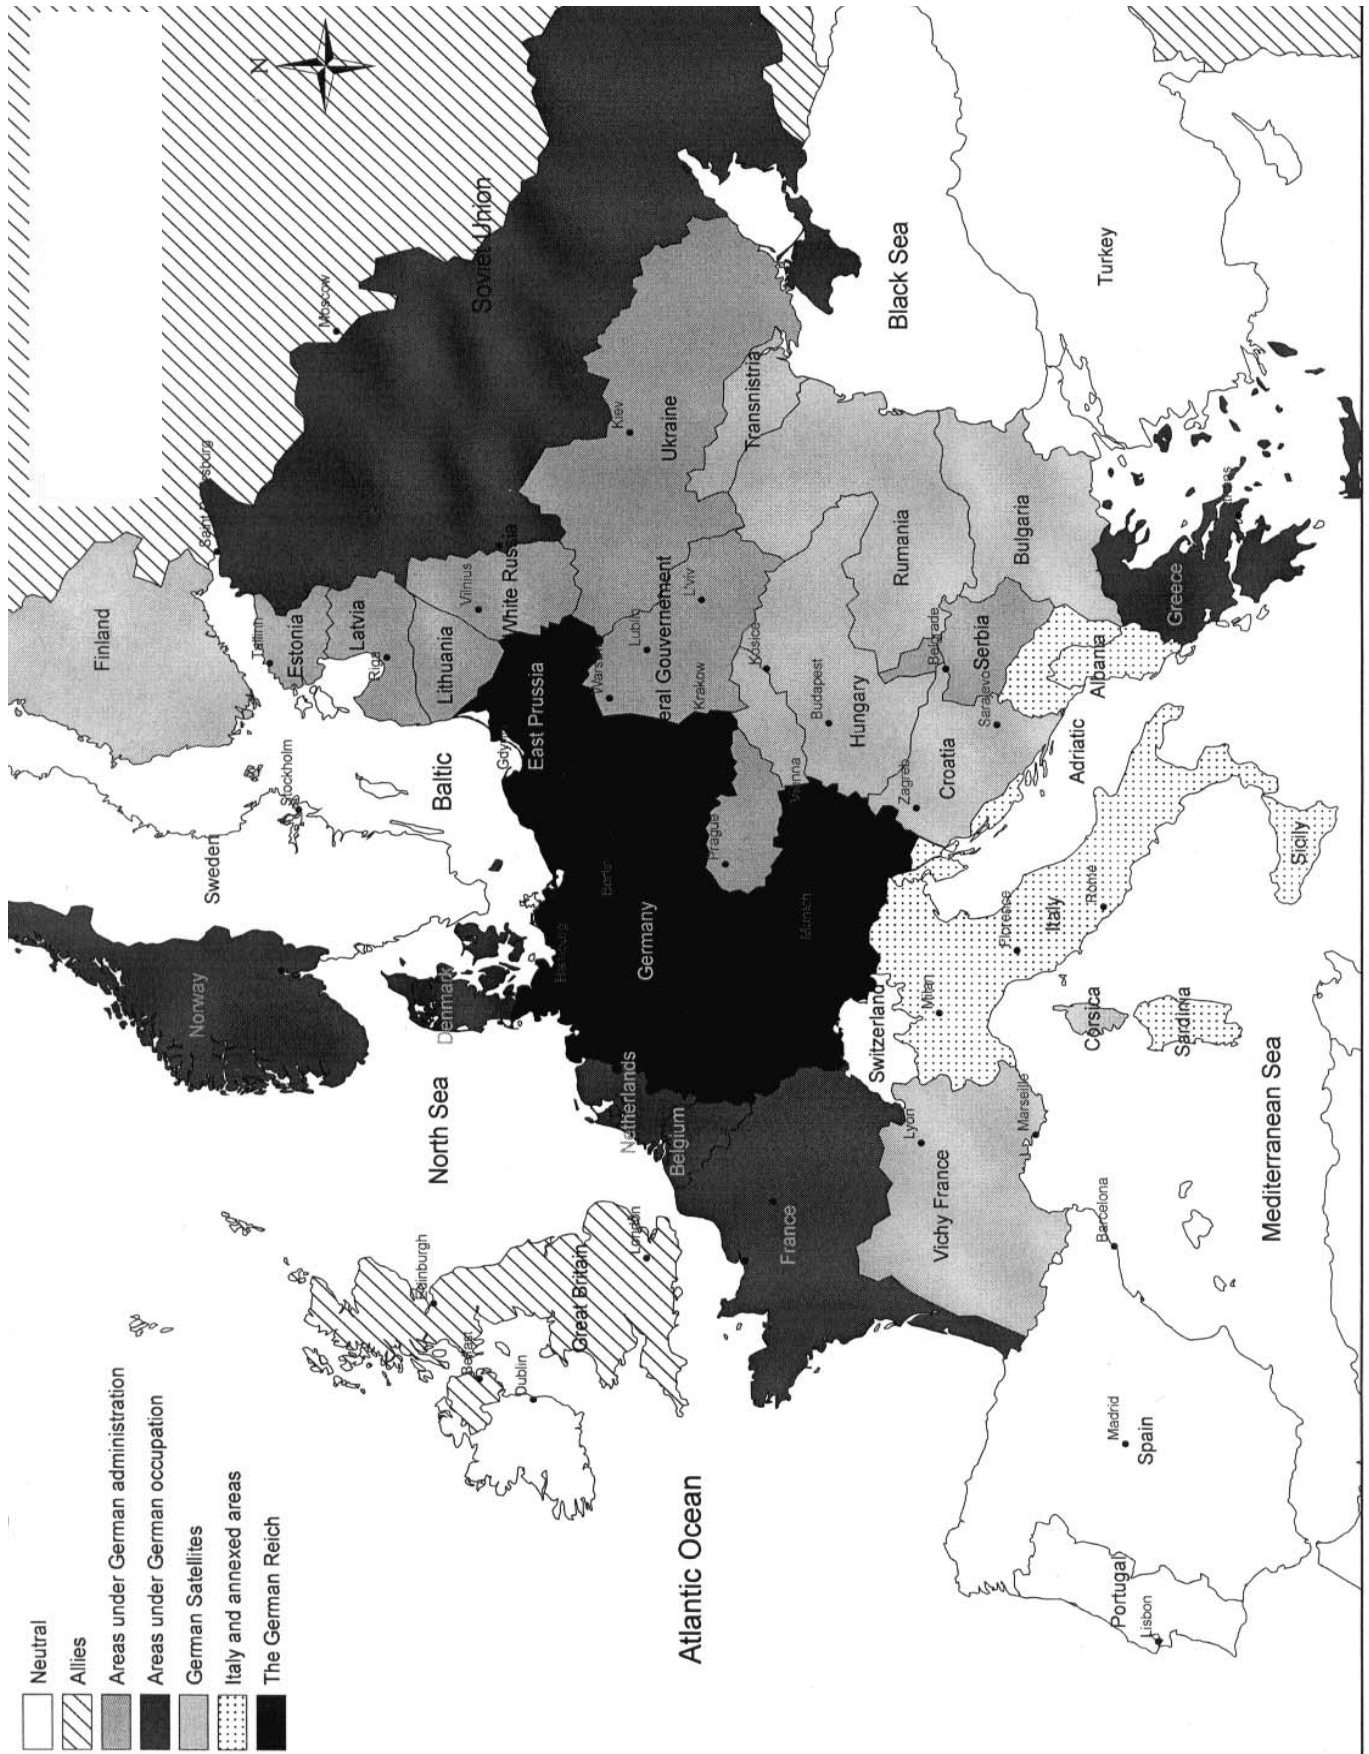 Neutral
Allies
Areas under German administration
Areas under German occupation
German Satellites
Italy and annexed areas
The German Reich
N
Finland
Norway
Sweden
Stockholm
Moscow
Soviet Union
Tallinn
Estonia
Riga
Latvia
Lithuania
Vilnius
White Russia
Baltic
North Sea
Denmark
East Prussia
Edinburgh
Belfast
Dublin
Great Britain
London
Netherlands
Belgium
Germany
Lublin
eral Gouvernement
L'viv
Krakow
Kiev
Ukraine
Transnistria
Atlantic Ocean
France
Prague
Munich
Kosice
Budapest
Hungary
Rumania
Black Sea
Switzerland
Lyon
Vichy France
Marseille
Milan
Zagreb
Croatia
Belgrade
Serbia
Sarajevo
Bulgaria
Florence
Italy
Rome
Adriatic
Albania
Greece
Turkey
Corsica
Sardinia
Sicily
Barcelona
Madrid
Spain
Portugal
Lisbon
Mediterranean Sea